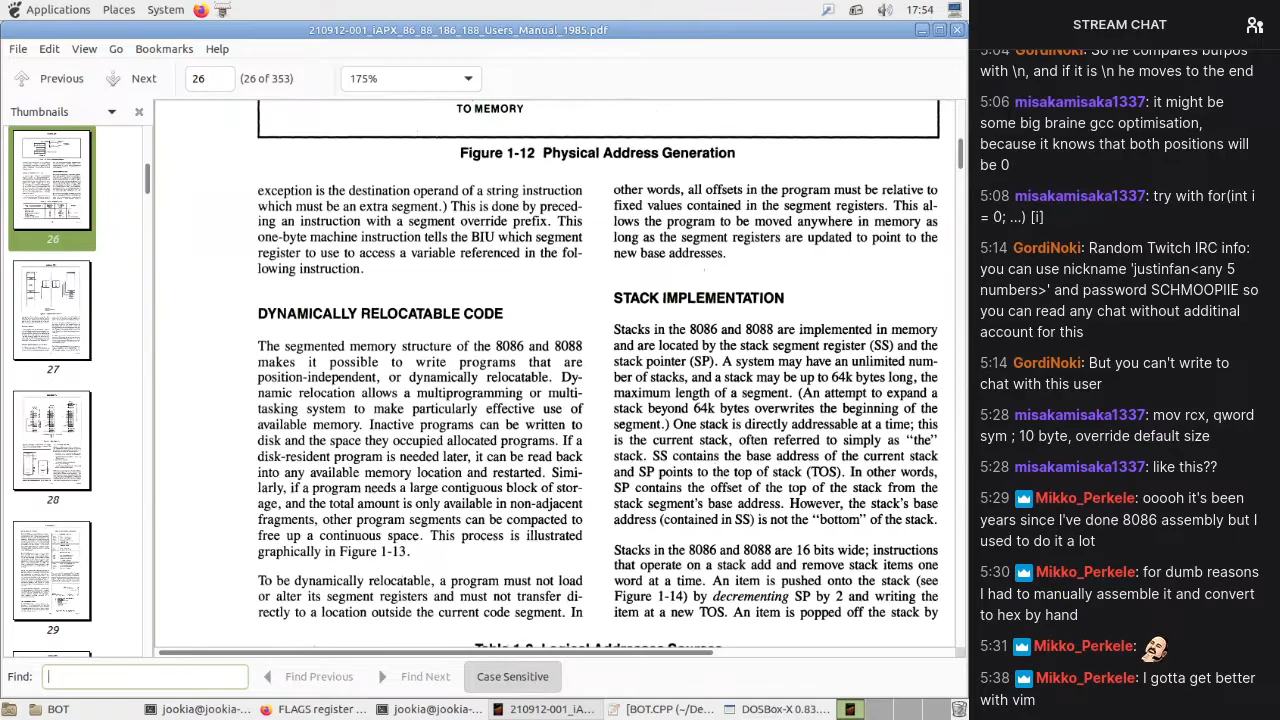 Applications Places System 17:54
210912-001_iAPX_86_88_186_188_Users_Manual_1985.pdf
File Edit View Go Bookmarks Help
Previous Next 26 (26 of 353) 175%
Thumbnails
26
27
28
29
TO MEMORY
Figure 1-12 Physical Address Generation
exception is the destination operand of a string instruction
which must be an extra segment.) This is done by preced-
ing an instruction with a segment override prefix. This
one-byte machine instruction tells the BIU which segment
register to use to access a variable referenced in the fol-
lowing instruction.
DYNAMICALLY RELOCATABLE CODE
The segmented memory structure of the 8086 and 8088
makes it possible to write programs that are
position-independent, or dynamically relocatable. Dy-
namic relocation allows a multiprogramming or multi-
tasking system to make particularly effective use of
available memory. Inactive programs can be written to
disk and the space they occupied allocated programs. If a
disk-resident program is needed later, it can be read back
into any available memory location and restarted. Simi-
larly, if a program needs a large contiguous block of stor-
age, and the total amount is only available in non-adjacent
fragments, other program segments can be compacted to
free up a continuous space. This process is illustrated
graphically in Figure 1-13.
To be dynamically relocatable, a program must not load
or alter its segment registers and must not transfer di-
rectly to a location outside the current code segment. In
other words, all offsets in the program must be relative to
fixed values contained in the segment registers. This al-
lows the program to be moved anywhere in memory as
long as the segment registers are updated to point to the
new base addresses.
STACK IMPLEMENTATION
Stacks in the 8086 and 8088 are implemented in memory
and are located by the stack segment register (SS) and the
stack pointer (SP). A system may have an unlimited num-
ber of stacks, and a stack may be up to 64k bytes long, the
maximum length of a segment. (An attempt to expand a
stack beyond 64k bytes overwrites the beginning of the
segment.) One stack is directly addressable at a time; this
is the current stack, often referred to simply as “the”
stack. SS contains the base address of the current stack
and SP points to the top of stack (TOS). In other words,
SP contains the offset of the top of the stack from the
stack segment's base address. However, the stack's base
address (contained in SS) is not the “bottom” of the stack.
Stacks in the 8086 and 8088 are 16 bits wide; instructions
that operate on a stack add and remove stack items one
word at a time. An item is pushed onto the stack (see
Figure 1-14) by decrementing SP by 2 and writing the
item at a new TOS. An item is popped off the stack by
Find: Find Previous Find Next Case Sensitive
BOT jookia@jookia-... FLAGS register ... jookia@jookia-... 210912-001_iA... [BOT.CPP (~/De... DOSBox-X 0.83....
STREAM CHAT
5:04 GordiNoki: So he compares bufpos
with \n, and if it is \n he moves to the end
5:06 misakamisaka1337: it might be
some big braine gcc optimisation,
because it knows that both positions will
be 0
5:08 misakamisaka1337: try with for(int i
= 0; ...) [i]
5:14 GordiNoki: Random Twitch IRC info:
you can use nickname 'justinfan<any 5
numbers>' and password SCHMOOPIIE so
you can read any chat without additinal
account for this
5:14 GordiNoki: But you can't write to
chat with this user
5:28 misakamisaka1337: mov rcx, qword
sym ; 10 byte, override default size
5:28 misakamisaka1337: like this??
5:29 Mikko_Perkele: ooooh it's been
years since I've done 8086 assembly but I
used to do it a lot
5:30 Mikko_Perkele: for dumb reasons
I had to manually assemble it and convert
to hex by hand
5:31 Mikko_Perkele:
5:38 Mikko_Perkele: I gotta get better
with vim